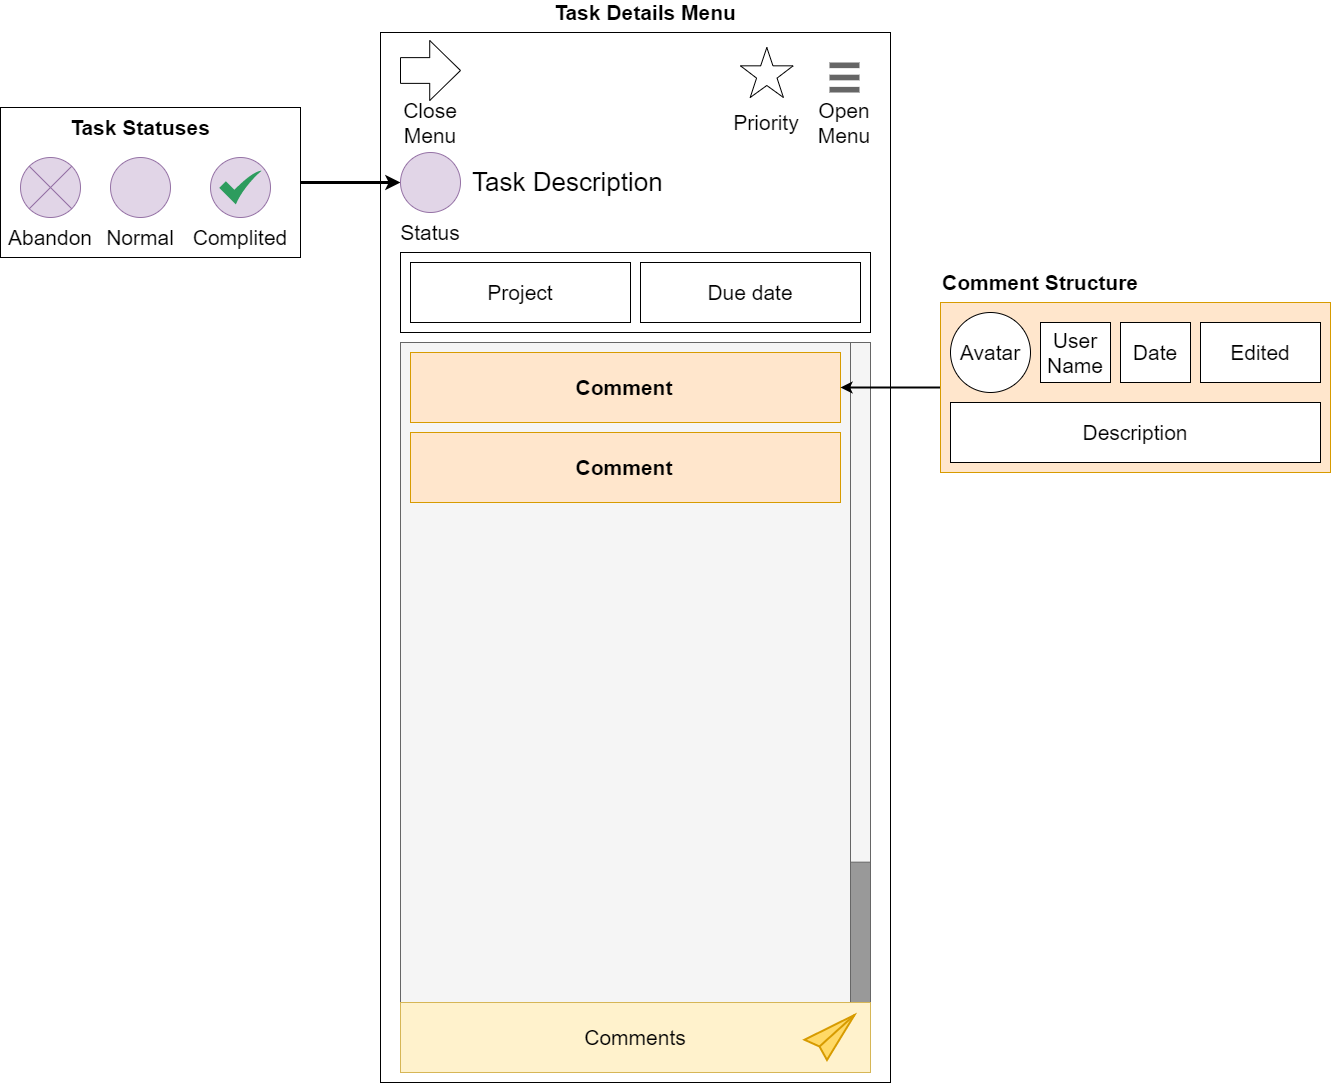 Task Details Menu
Close
Menu
Priority
Open
Menu
Task Statuses
Abandon
Normal
Complited
Task Description
Status
Project
Due date
Comment
Comment
Comments
Comment Structure
Avatar
User
Name
Date
Edited
Description